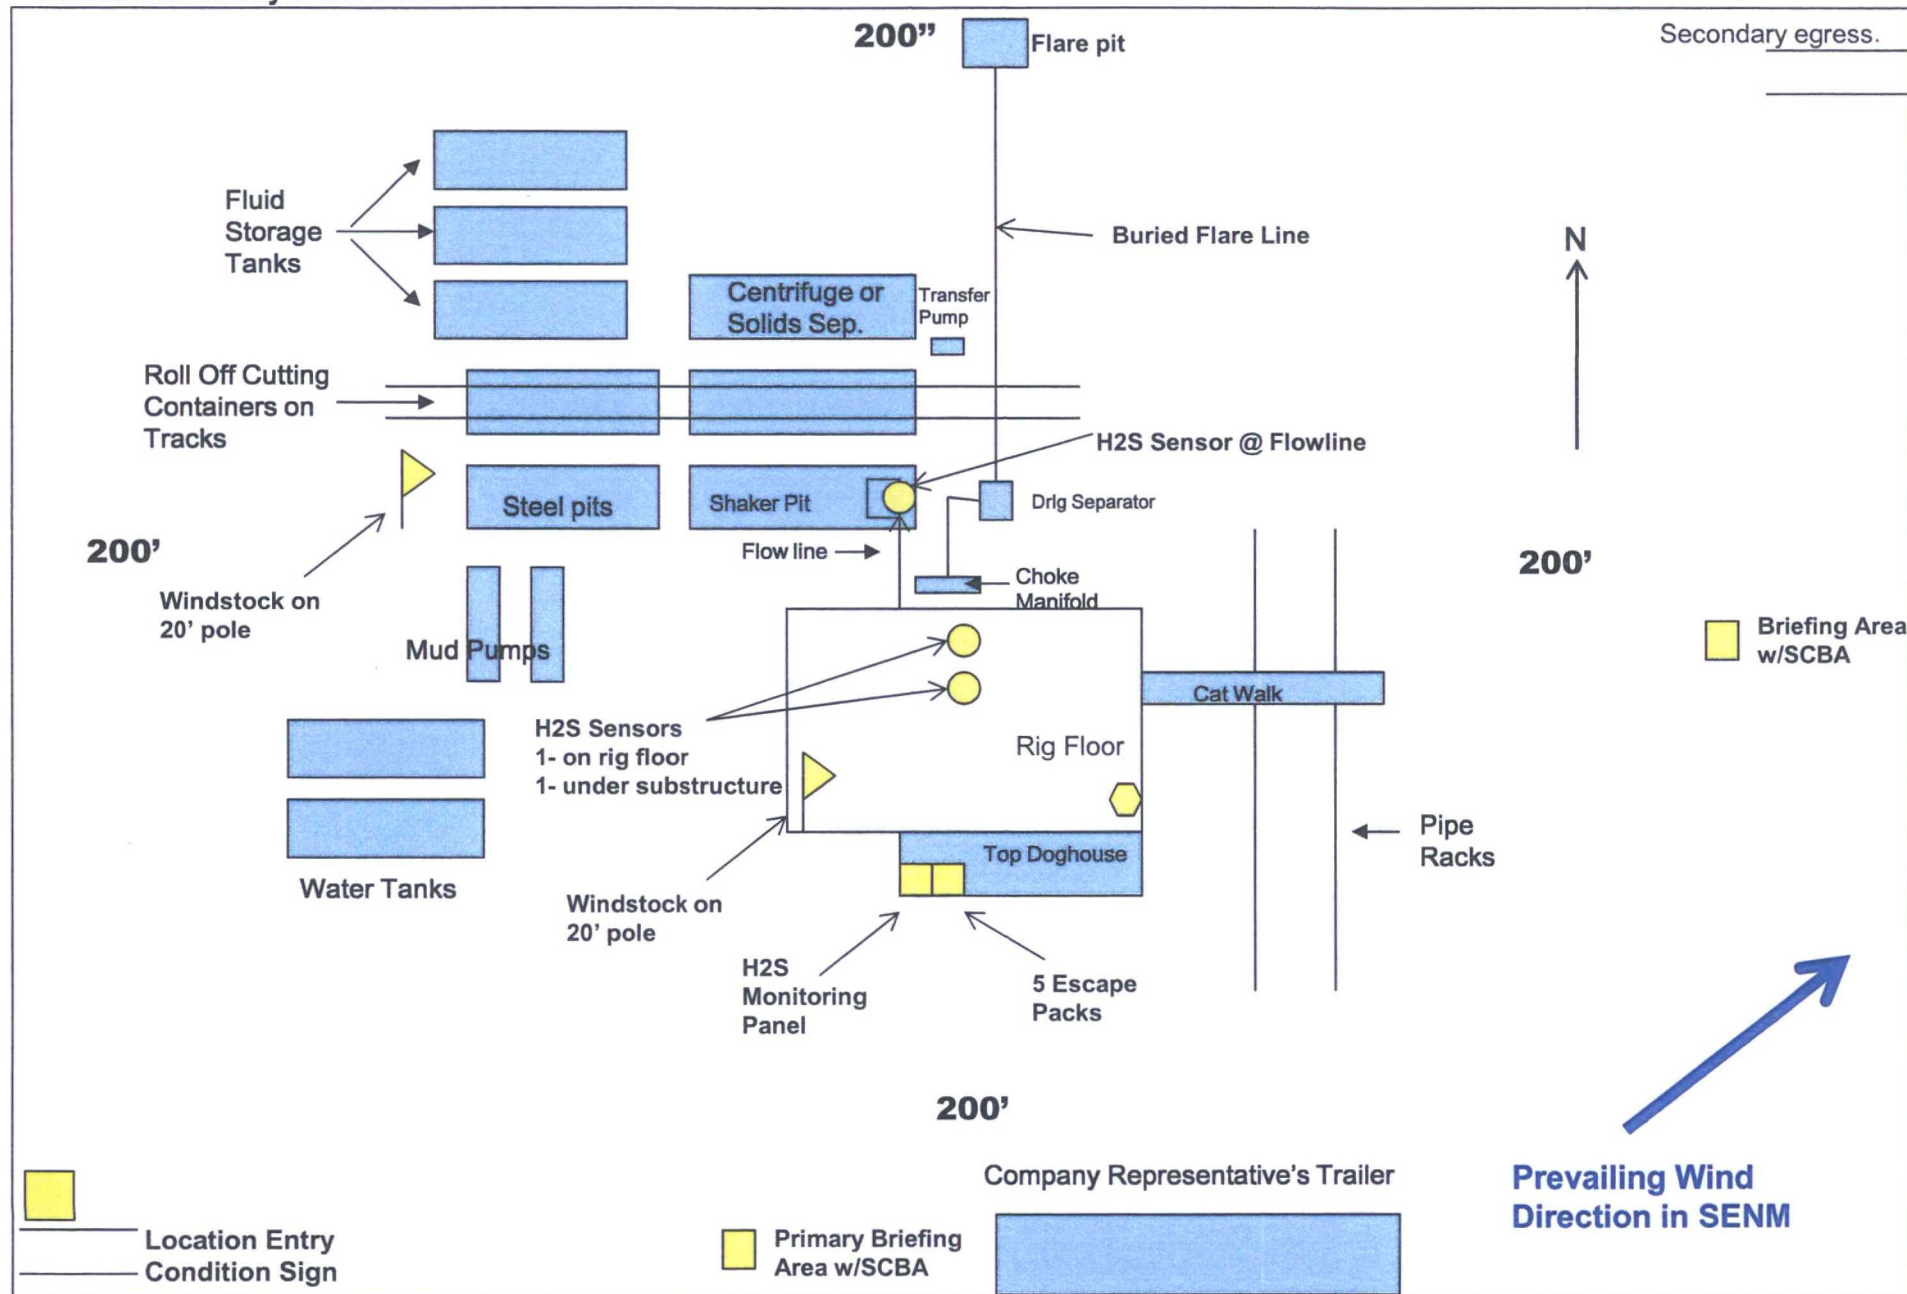 200”
Flare pit
Secondary egress.
Fluid
Storage
Tanks
Buried Flare Line
N
Centrifuge or
Solids Sep.
Transfer
Pump
Roll Off Cutting
Containers on
Tracks
H2S Sensor @ Flowline
Steel pits
Shaker Pit
Drlg Separator
200’
Flow line
200’
Windstock on
20’ pole
Choke
Manifold
Mud Pumps
Briefing Area
w/SCBA
Cat Walk
H2S Sensors
1- on rig floor
1- under substructure
Rig Floor
Pipe
Racks
Top Doghouse
Water Tanks
Windstock on
20’ pole
H2S
Monitoring
Panel
5 Escape
Packs
200’
Company Representative’s Trailer
Prevailing Wind
Direction in SENM
Location Entry
Condition Sign
Primary Briefing
Area w/SCBA